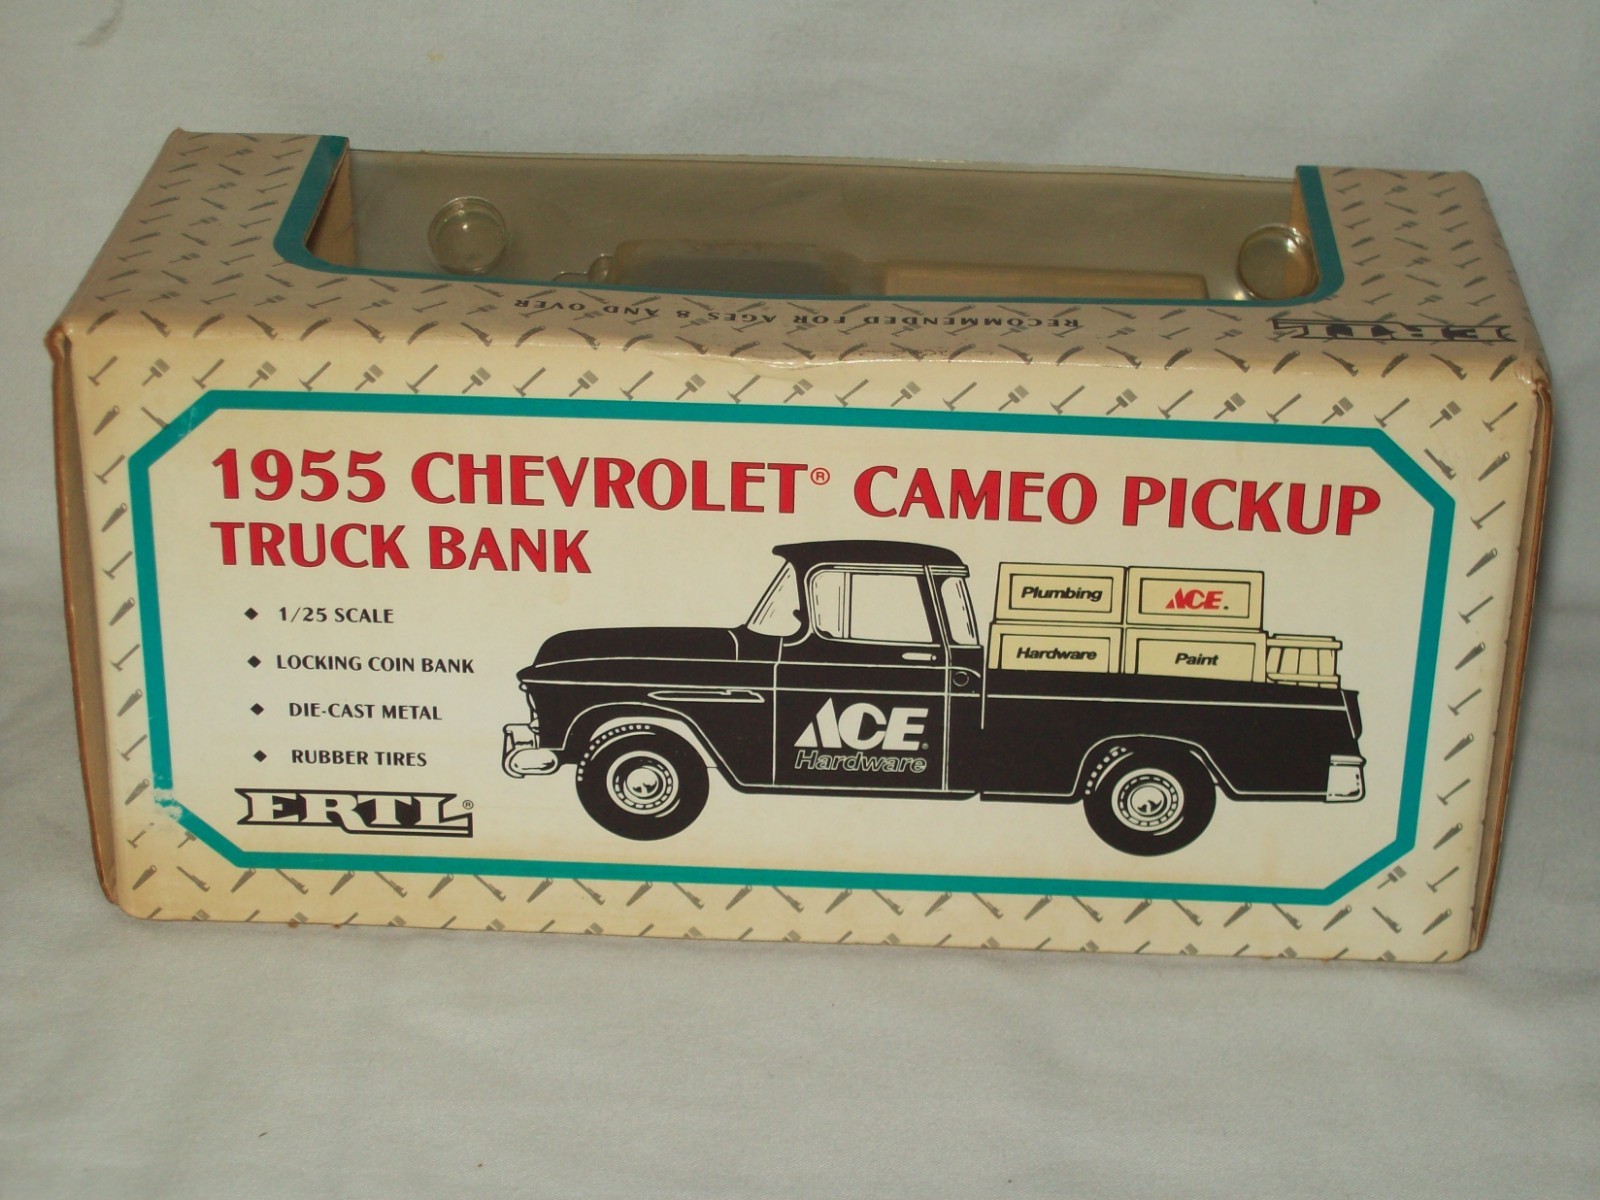 RECOMMENDED FOR AGES 8 AND OVER
ERTL
1955 CHEVROLET® CAMEO PICKUP
TRUCK BANK
◆ 1/25 SCALE
◆ LOCKING COIN BANK
◆ DIE-CAST METAL
◆ RUBBER TIRES
ERTL®
Plumbing
ACE®
Hardware
Paint
ACE®
Hardware